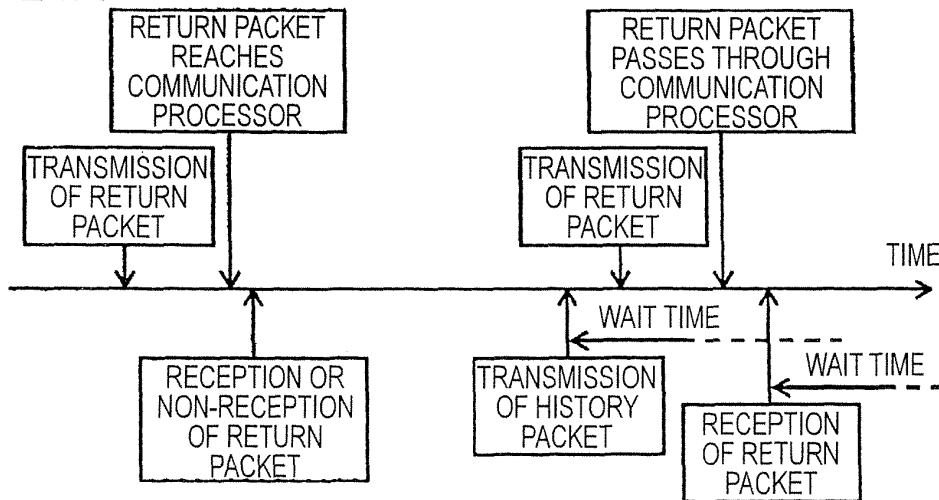 RETURN PACKET
REACHES
COMMUNICATION
PROCESSOR
RETURN PACKET
PASSES THROUGH
COMMUNICATION
PROCESSOR
TRANSMISSION
OF RETURN
PACKET
TRANSMISSION
OF RETURN
PACKET
TIME
WAIT TIME
WAIT TIME
RECEPTION OR
NON-RECEPTION
OF RETURN
PACKET
TRANSMISSION
OF HISTORY
PACKET
RECEPTION
OF RETURN
PACKET